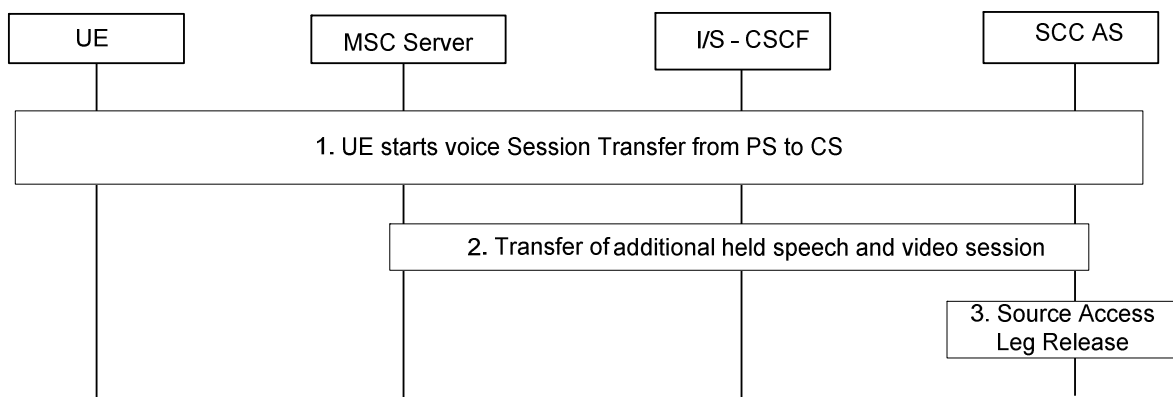 UE
MSC Server
I/S - CSCF
SCC AS
1. UE starts voice Session Transfer from PS to CS
2. Transfer of additional held speech and video session
3. Source Access
Leg Release